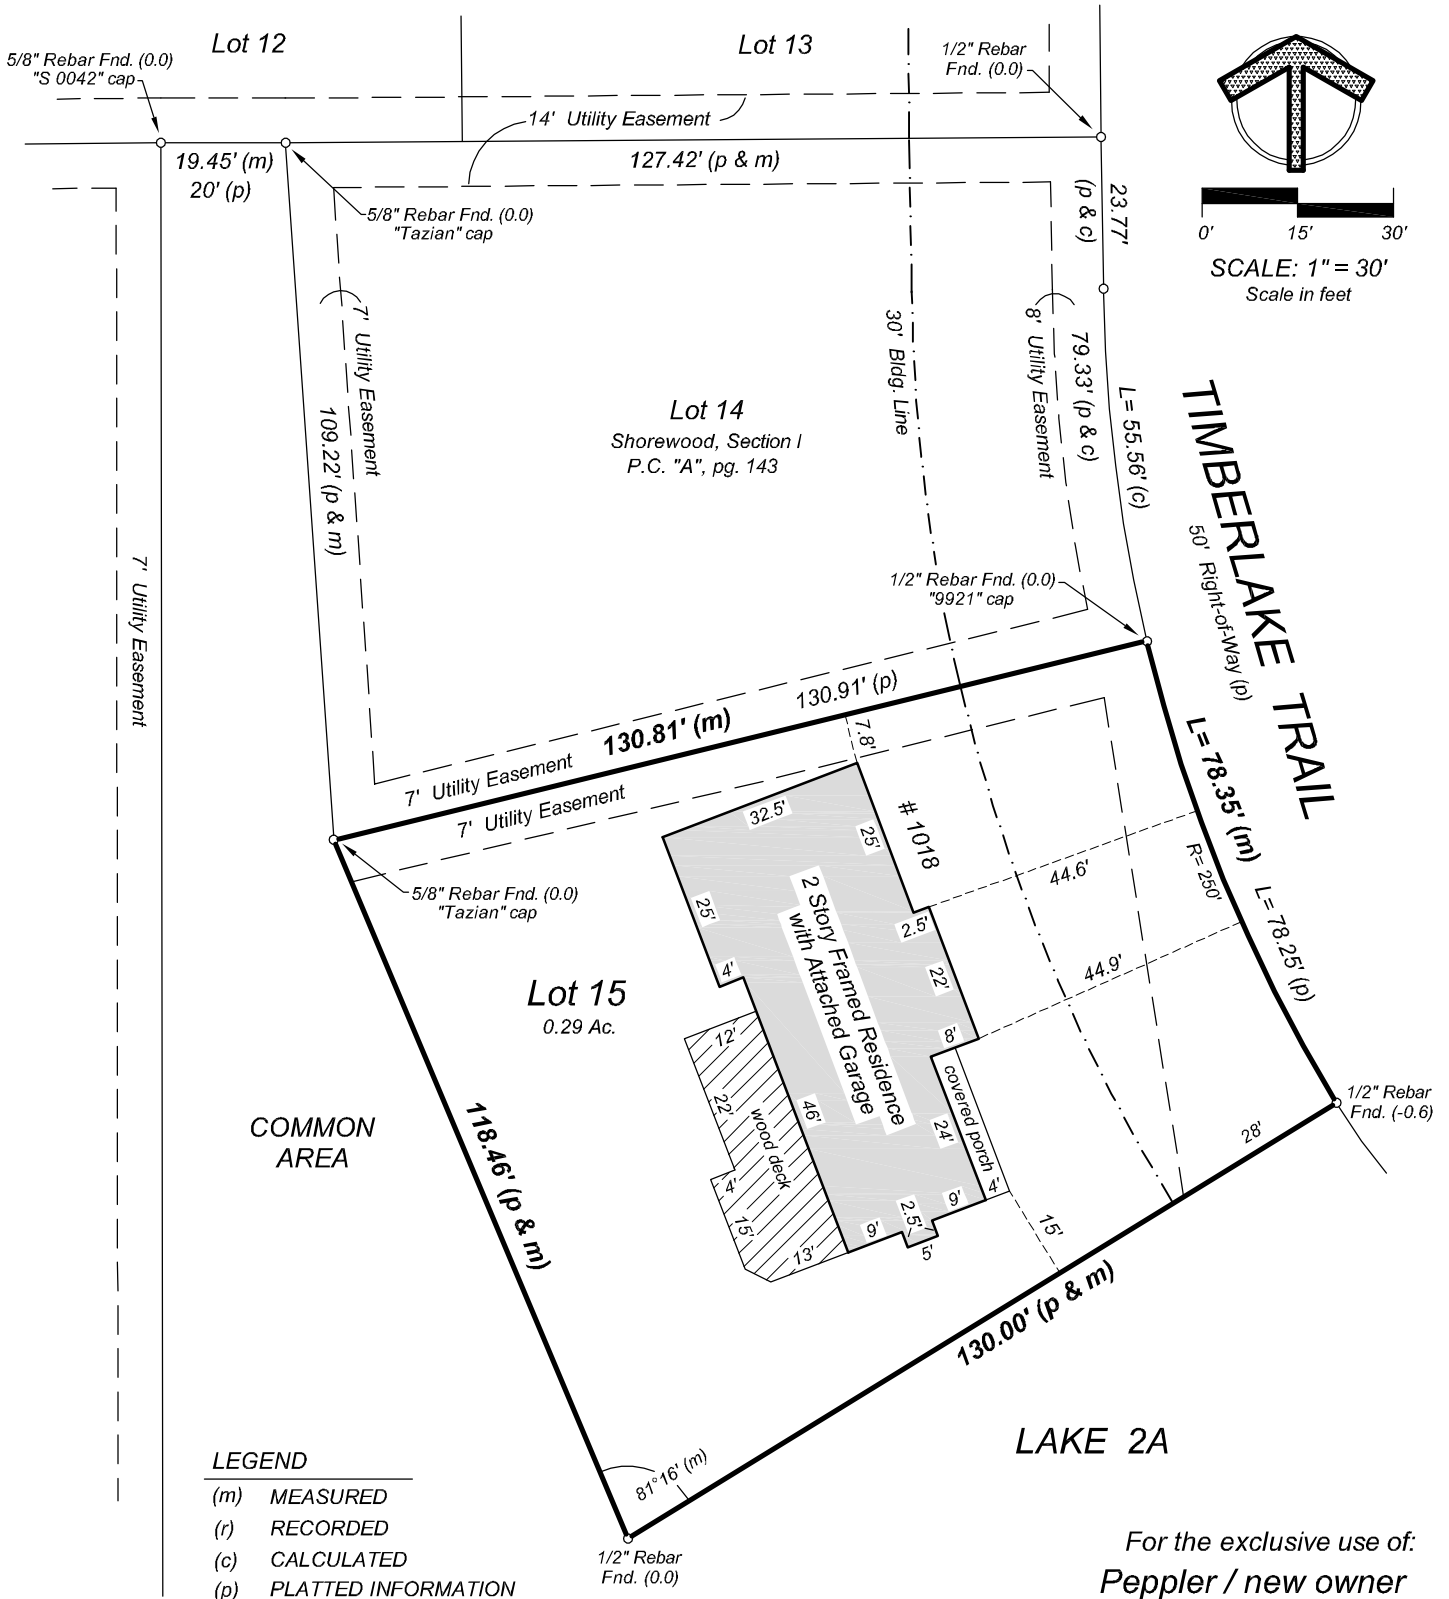 Lot 12
Lot 13
5/8" Rebar Fnd. (0.0)
"S 0042" cap
1/2" Rebar
Fnd. (0.0)
14' Utility Easement
19.45' (m)
20' (p)
127.42' (p & m)
5/8" Rebar Fnd. (0.0)
"Tazian" cap
23.77'
(p & c)
0' 15' 30'
SCALE: 1" = 30'
Scale in feet
7' Utility Easement
109.22' (p & m)
30' Bldg. Line
8' Utility Easement
79.33' (p & c)
L= 55.56' (c)
Lot 14
Shorewood, Section I
P.C. "A", pg. 143
TIMBERLAKE TRAIL
50' Right-of-Way (p)
7' Utility Easement
1/2" Rebar Fnd. (0.0)
"9921" cap
130.81' (m)
130.91' (p)
7' Utility Easement
7' Utility Easement
7.8'
L= 78.35' (m)
R= 250'
L= 78.25' (p)
32.5'
25'
# 1018
44.6'
5/8" Rebar Fnd. (0.0)
"Tazian" cap
25'
2 Story Framed Residence
with Attached Garage
2.5'
22'
44.9'
4'
Lot 15
0.29 Ac.
8'
12'
22'
wood deck
46'
covered porch
24'
4'
15'
13'
9'
2.5'
5'
9'
4'
15'
28'
1/2" Rebar
Fnd. (-0.6)
COMMON
AREA
118.46' (p & m)
130.00' (p & m)
LAKE 2A
81°16' (m)
1/2" Rebar
Fnd. (0.0)
LEGEND
(m) MEASURED
(r) RECORDED
(c) CALCULATED
(p) PLATTED INFORMATION
For the exclusive use of:
Peppler / new owner